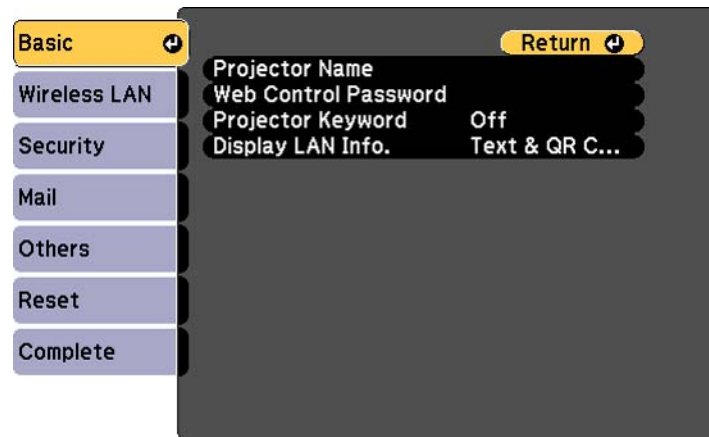 Basic
Wireless LAN
Security
Mail
Others
Reset
Complete
Return
Projector Name
Web Control Password
Projector Keyword Off
Display LAN Info. Text & QR C...